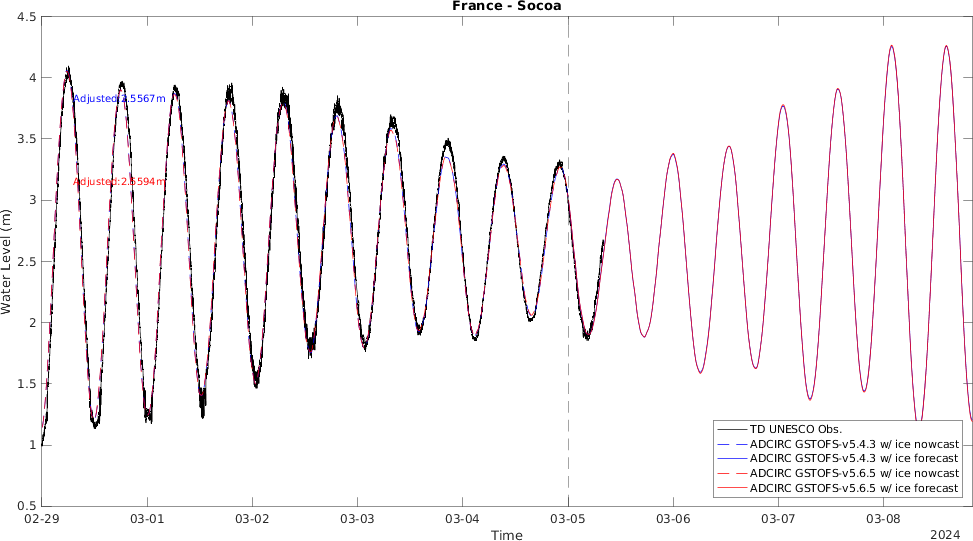 France - Socoa
4.5
4
3.5
3
2.5
2
1.5
1
0.5
Water Level (m)
Adjusted:2.5567m
Adjusted:2.5594m
TD UNESCO Obs.
ADCIRC GSTOFS-v5.4.3 w/ ice nowcast
ADCIRC GSTOFS-v5.4.3 w/ ice forecast
ADCIRC GSTOFS-v5.6.5 w/ ice nowcast
ADCIRC GSTOFS-v5.6.5 w/ ice forecast
02-29 03-01 03-02 03-03 03-04 03-05 03-06 03-07 03-08
Time
2024